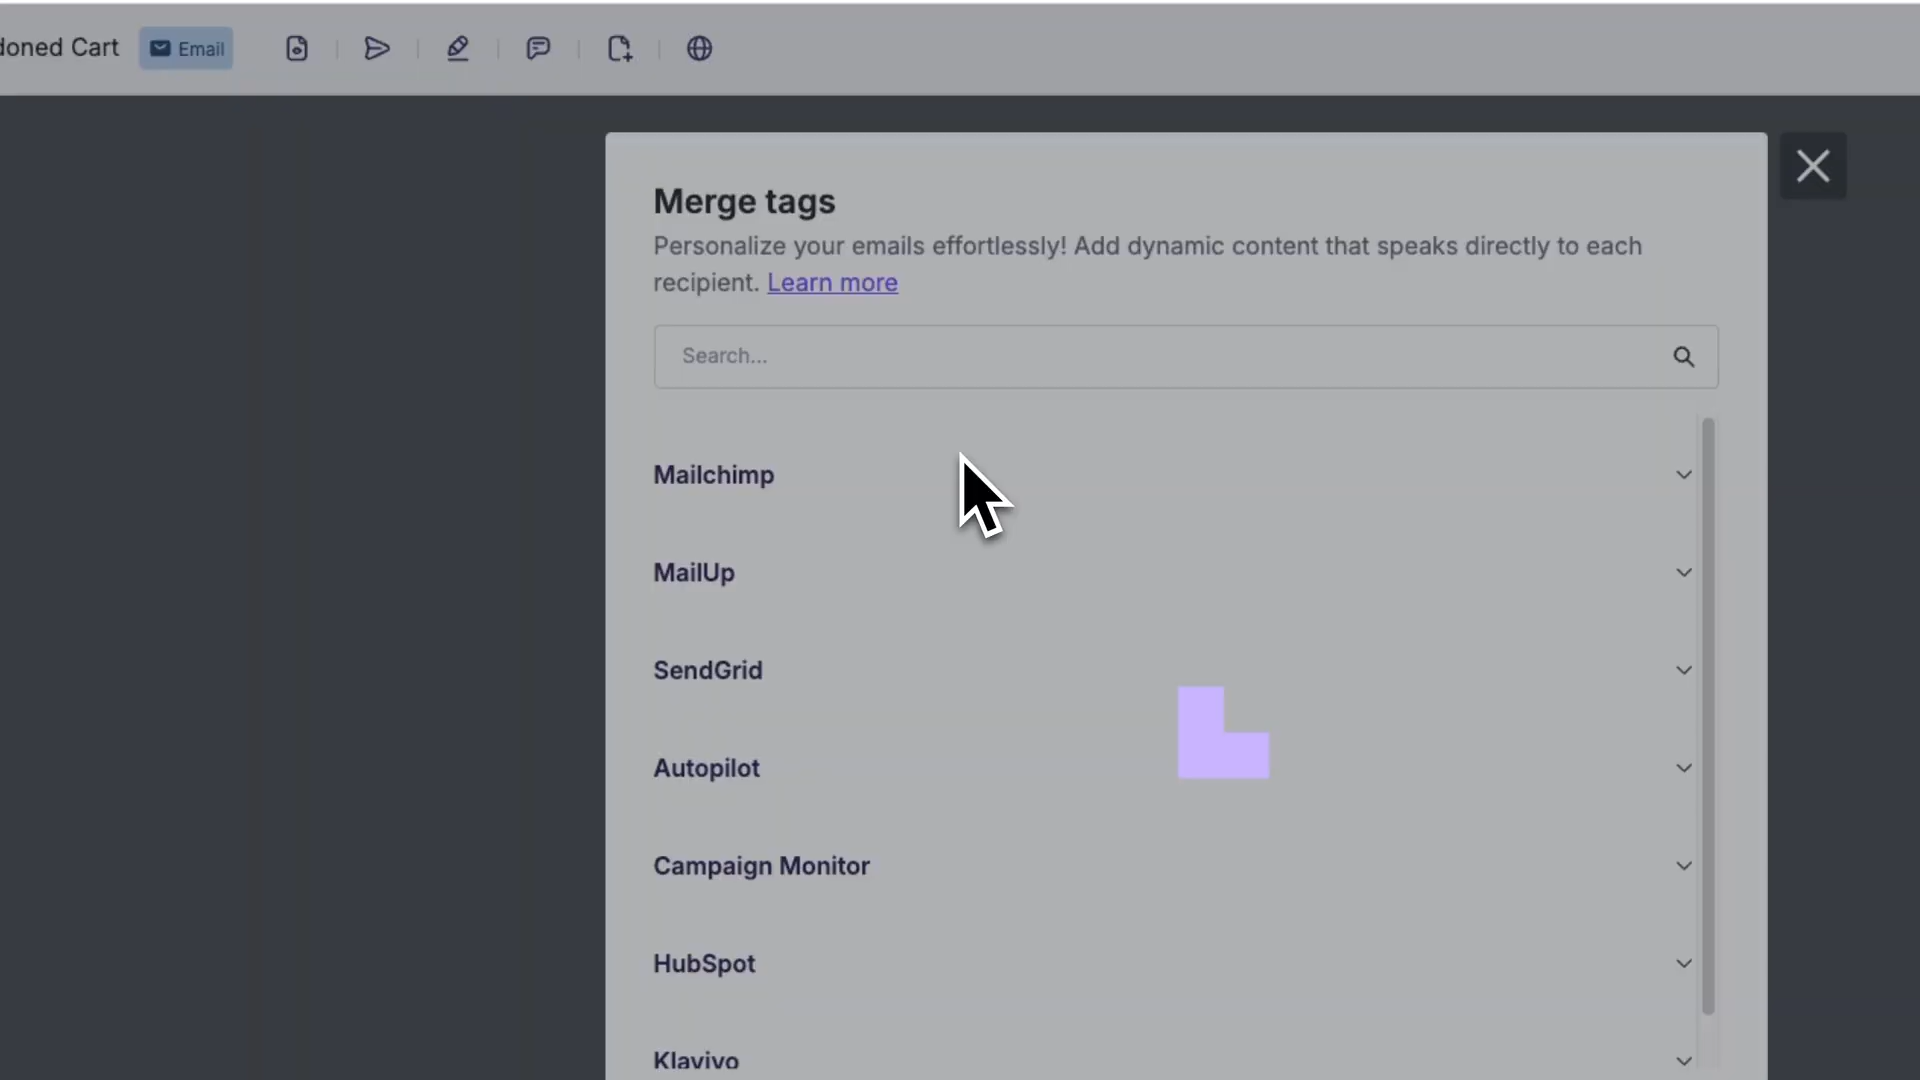 doned Cart
Email
Merge tags
Personalize your emails effortlessly! Add dynamic content that speaks directly to each
recipient. Learn more
Search...
Mailchimp
MailUp
SendGrid
Autopilot
Campaign Monitor
HubSpot
Klaviyo